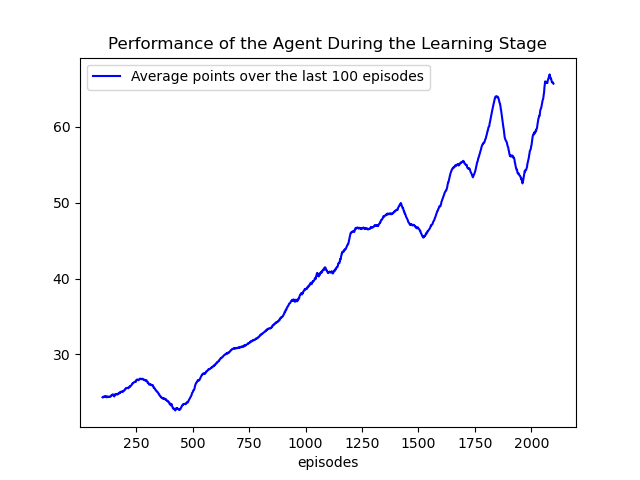 Performance of the Agent During the Learning Stage
Average points over the last 100 episodes
60
50
40
30
250 500 750 1000 1250 1500 1750 2000
episodes